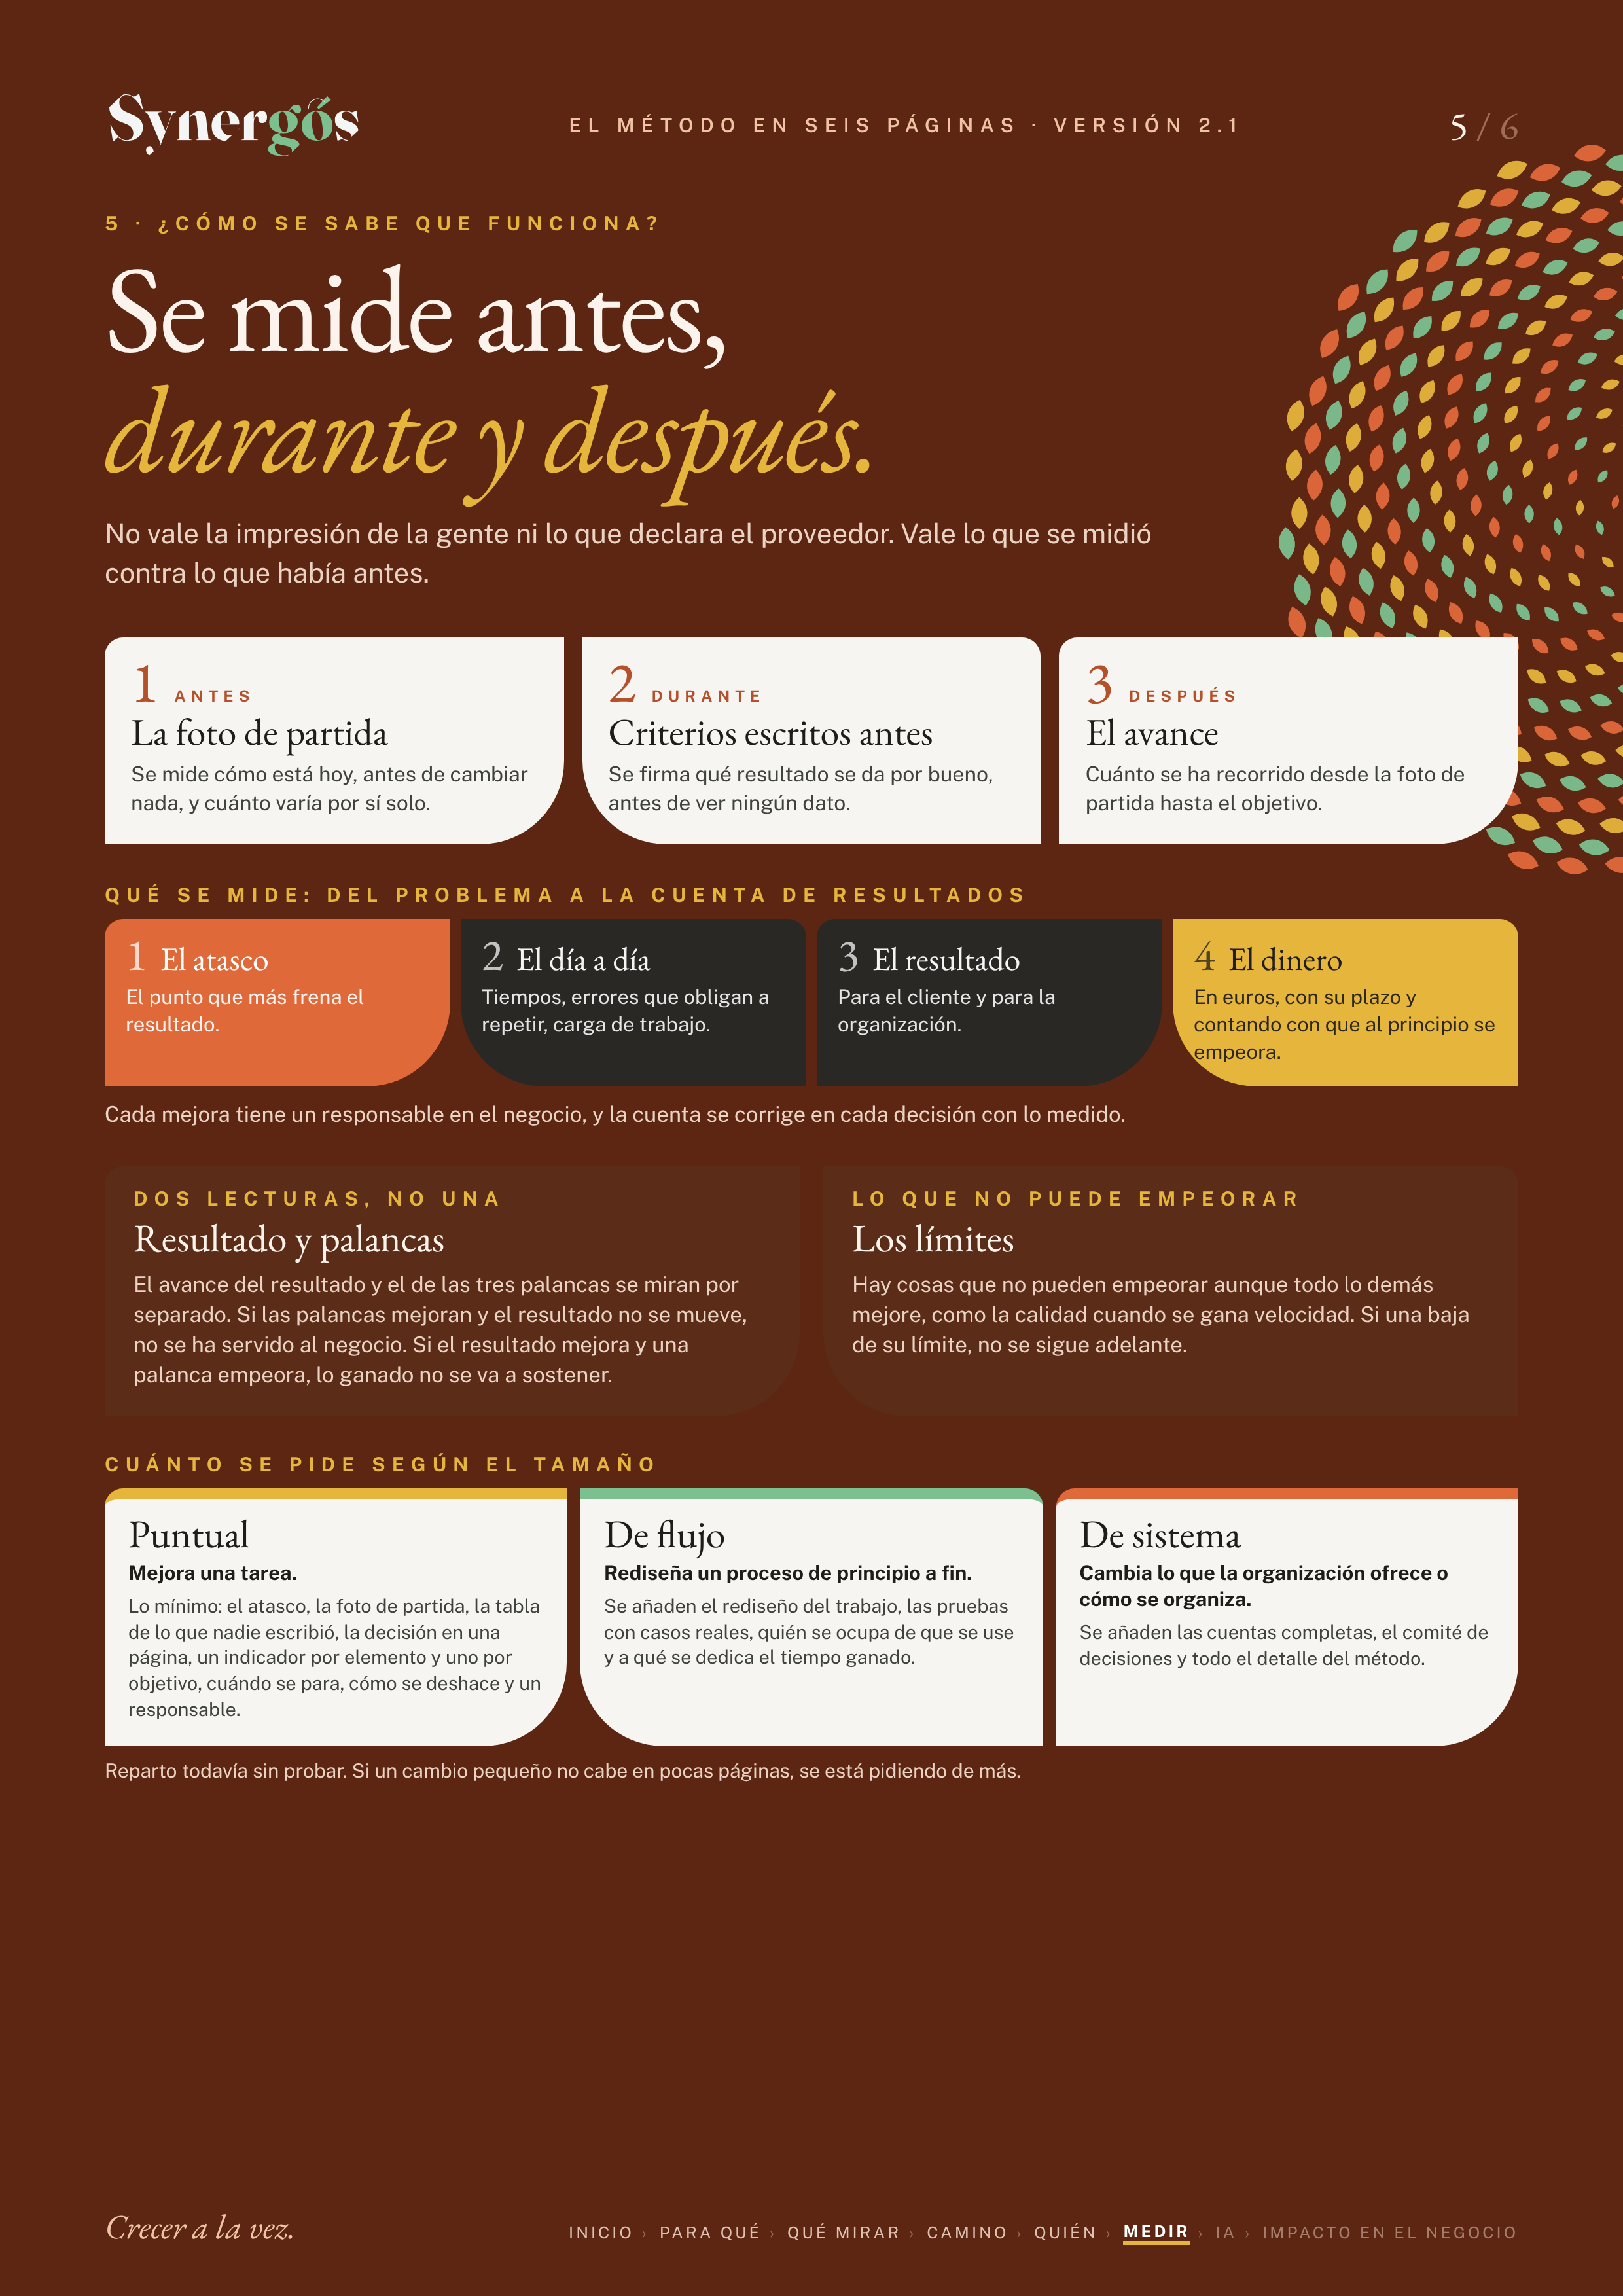 Synergós
EL MÉTODO EN SEIS PÁGINAS · VERSIÓN 2.1
5 / 6
5 · ¿CÓMO SE SABE QUE FUNCIONA?
Se mide antes,
durante y después.
No vale la impresión de la gente ni lo que declara el proveedor. Vale lo que se midió
contra lo que había antes.
1 ANTES
La foto de partida
Se mide cómo está hoy, antes de cambiar
nada, y cuánto varía por sí solo.
2 DURANTE
Criterios escritos antes
Se firma qué resultado se da por bueno,
antes de ver ningún dato.
3 DESPUÉS
El avance
Cuánto se ha recorrido desde la foto de
partida hasta el objetivo.
QUÉ SE MIDE: DEL PROBLEMA A LA CUENTA DE RESULTADOS
1 El atasco
El punto que más frena el
resultado.
2 El día a día
Tiempos, errores que obligan a
repetir, carga de trabajo.
3 El resultado
Para el cliente y para la
organización.
4 El dinero
En euros, con su plazo y
contando con que al principio se
empeora.
Cada mejora tiene un responsable en el negocio, y la cuenta se corrige en cada decisión con lo medido.
DOS LECTURAS, NO UNA
Resultado y palancas
El avance del resultado y el de las tres palancas se miran por
separado. Si las palancas mejoran y el resultado no se mueve,
no se ha servido al negocio. Si el resultado mejora y una
palanca empeora, lo ganado no se va a sostener.
LO QUE NO PUEDE EMPEORAR
Los límites
Hay cosas que no pueden empeorar aunque todo lo demás
mejore, como la calidad cuando se gana velocidad. Si una baja
de su límite, no se sigue adelante.
CUÁNTO SE PIDE SEGÚN EL TAMAÑO
Puntual
Mejora una tarea.
Lo mínimo: el atasco, la foto de partida, la tabla
de lo que nadie escribió, la decisión en una
página, un indicador por elemento y uno por
objetivo, cuándo se para, cómo se deshace y un
responsable.
De flujo
Rediseña un proceso de principio a fin.
Se añaden el rediseño del trabajo, las pruebas
con casos reales, quién se ocupa de que se use
y a qué se dedica el tiempo ganado.
De sistema
Cambia lo que la organización ofrece o
cómo se organiza.
Se añaden las cuentas completas, el comité de
decisiones y todo el detalle del método.
Reparto todavía sin probar. Si un cambio pequeño no cabe en pocas páginas, se está pidiendo de más.
Crecer a la vez.
INICIO › PARA QUÉ › QUÉ MIRAR › CAMINO › QUIÉN › MEDIR › IA › IMPACTO EN EL NEGOCIO